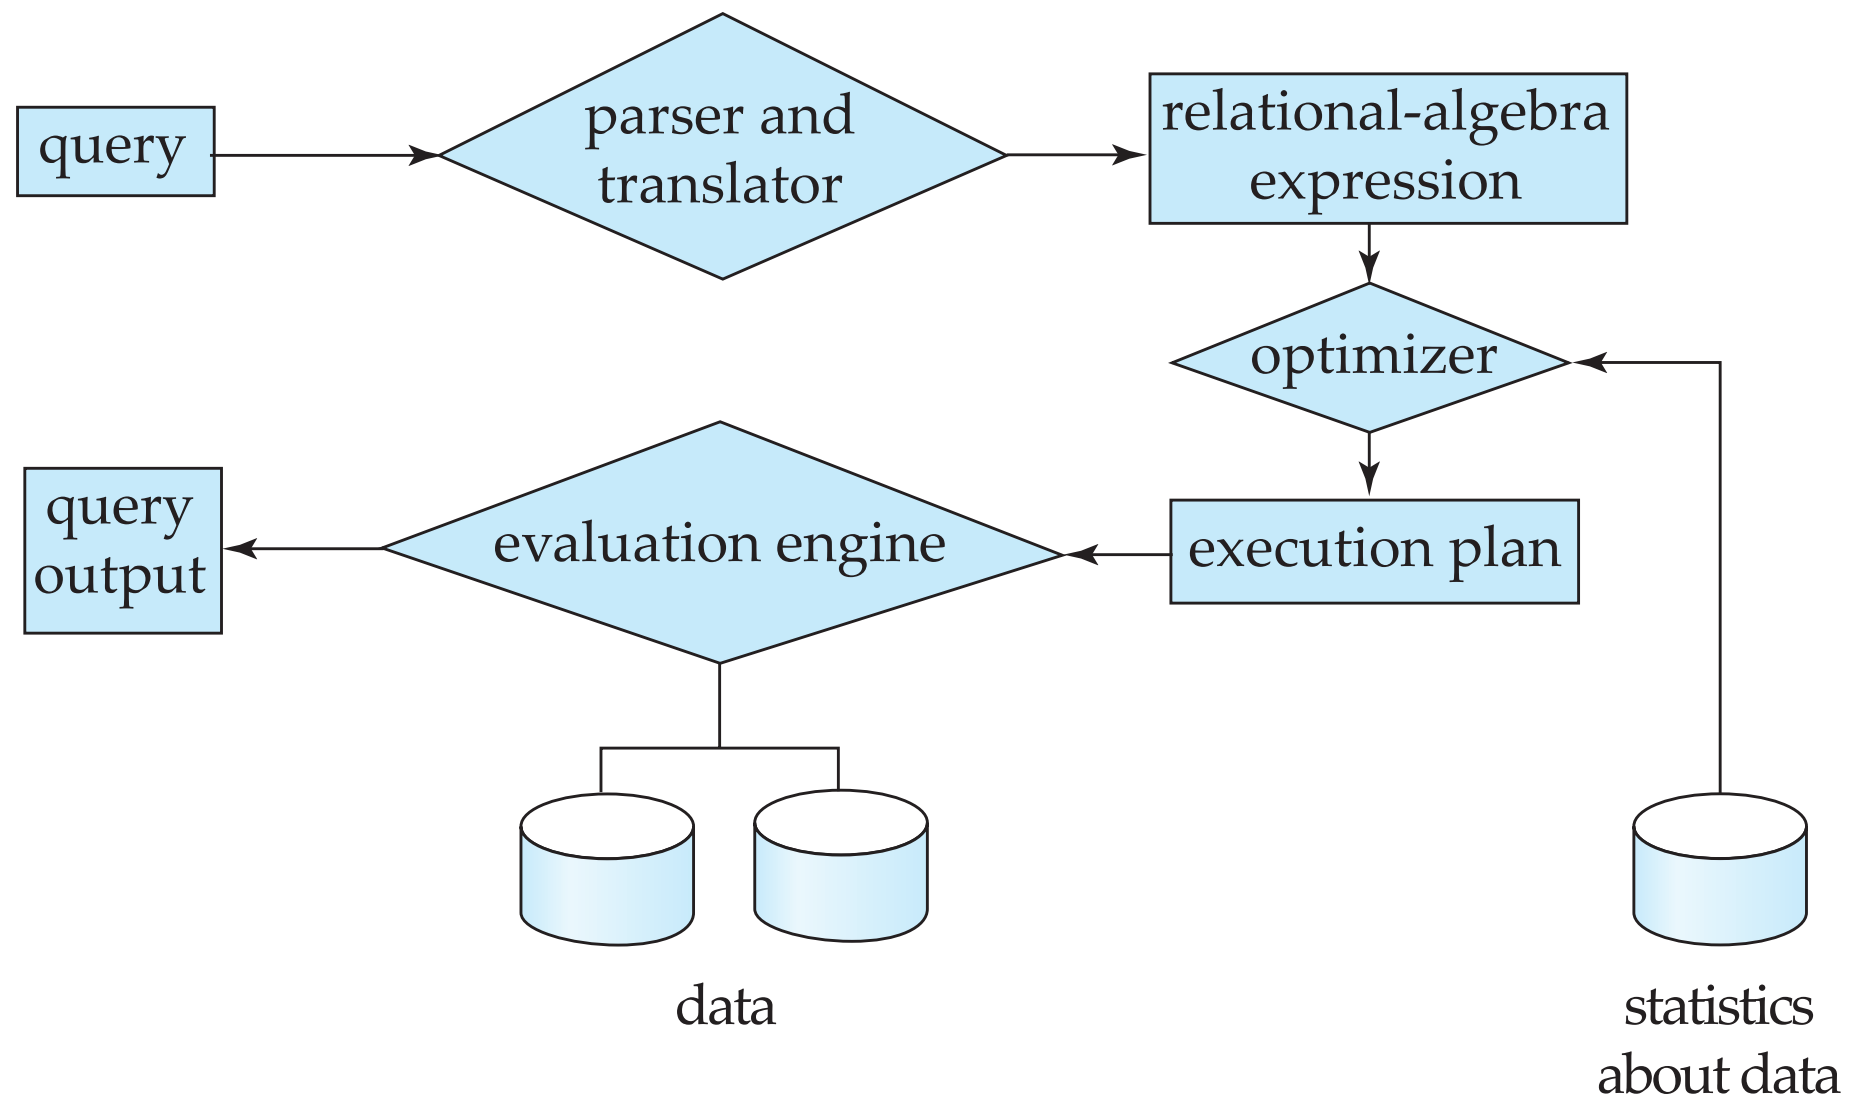 query
parser and
translator
relational-algebra
expression
optimizer
query
output
evaluation engine
execution plan
data
statistics
about data